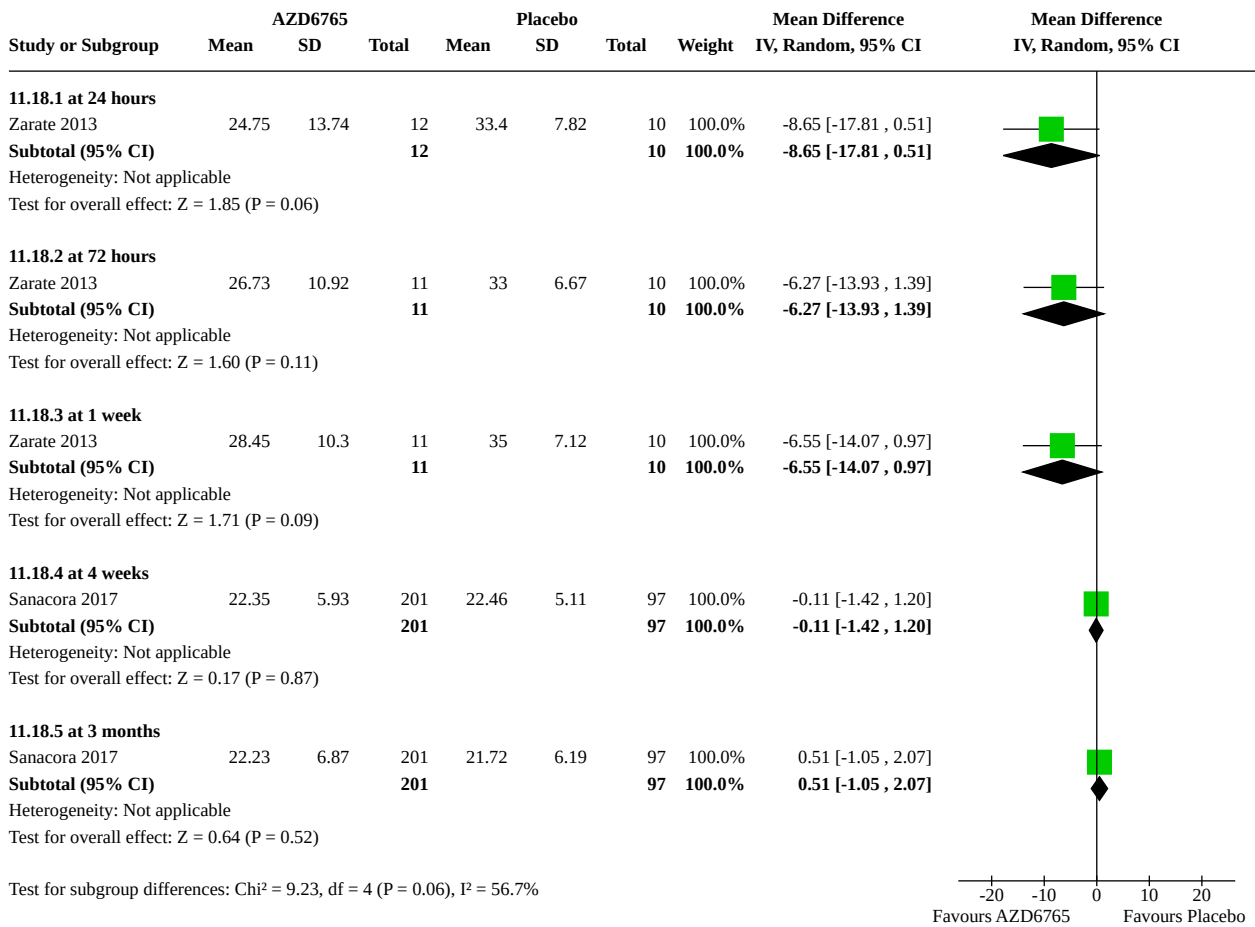 AZD6765 Placebo Mean Difference Mean Difference
Study or Subgroup Mean SD Total Mean SD Total Weight IV, Random, 95% CI IV, Random, 95% CI
11.18.1 at 24 hours
Zarate 2013 24.75 13.74 12 33.4 7.82 10 100.0% -8.65 [-17.81 , 0.51]
Subtotal (95% CI) 12 10 100.0% -8.65 [-17.81 , 0.51]
Heterogeneity: Not applicable
Test for overall effect: Z = 1.85 (P = 0.06)
11.18.2 at 72 hours
Zarate 2013 26.73 10.92 11 33 6.67 10 100.0% -6.27 [-13.93 , 1.39]
Subtotal (95% CI) 11 10 100.0% -6.27 [-13.93 , 1.39]
Heterogeneity: Not applicable
Test for overall effect: Z = 1.60 (P = 0.11)
11.18.3 at 1 week
Zarate 2013 28.45 10.3 11 35 7.12 10 100.0% -6.55 [-14.07 , 0.97]
Subtotal (95% CI) 11 10 100.0% -6.55 [-14.07 , 0.97]
Heterogeneity: Not applicable
Test for overall effect: Z = 1.71 (P = 0.09)
11.18.4 at 4 weeks
Sanacora 2017 22.35 5.93 201 22.46 5.11 97 100.0% -0.11 [-1.42 , 1.20]
Subtotal (95% CI) 201 97 100.0% -0.11 [-1.42 , 1.20]
Heterogeneity: Not applicable
Test for overall effect: Z = 0.17 (P = 0.87)
11.18.5 at 3 months
Sanacora 2017 22.23 6.87 201 21.72 6.19 97 100.0% 0.51 [-1.05 , 2.07]
Subtotal (95% CI) 201 97 100.0% 0.51 [-1.05 , 2.07]
Heterogeneity: Not applicable
Test for overall effect: Z = 0.64 (P = 0.52)
Test for subgroup differences: Chi² = 9.23, df = 4 (P = 0.06), I² = 56.7%
-20 -10 0 10 20
Favours AZD6765 Favours Placebo